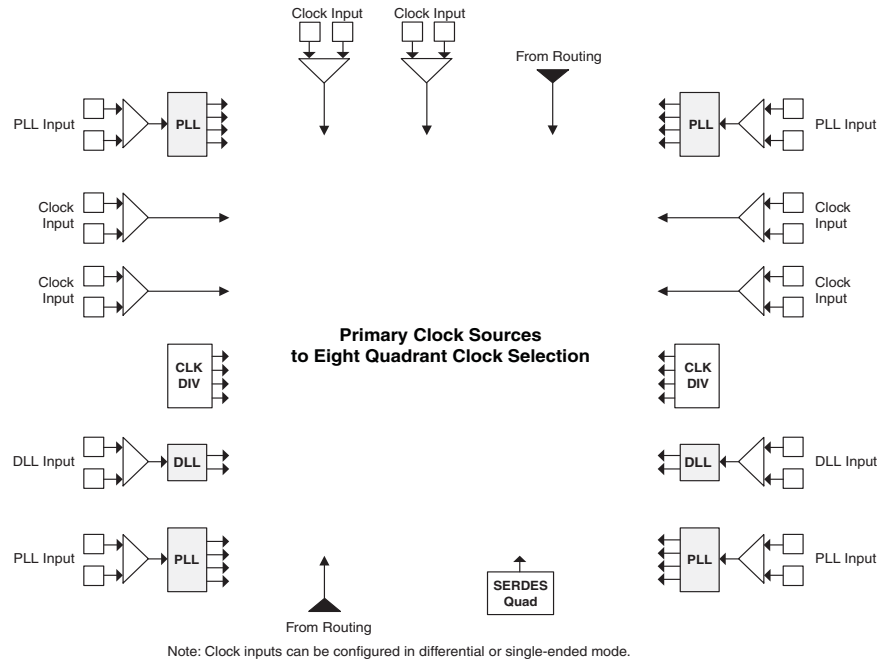 Clock Input
Clock Input
From Routing
PLL Input
PLL
PLL
PLL Input
Clock
Input
Clock
Input
Clock
Input
Clock
Input
Primary Clock Sources
to Eight Quadrant Clock Selection
CLK
DIV
CLK
DIV
DLL Input
DLL
DLL
DLL Input
PLL Input
PLL
PLL
PLL Input
SERDES
Quad
From Routing
Note: Clock inputs can be configured in differential or single-ended mode.